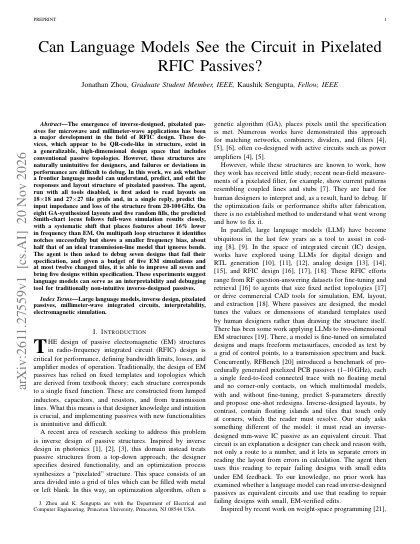 PREPRINT 1
Can Language Models See the Circuit in Pixelated
RFIC Passives?
Jonathan Zhou, Graduate Student Member, IEEE, Kaushik Sengupta, Fellow, IEEE
arXiv:2611.27559v1 [cs.AI] 20 Nov 2026
Abstract—The emergence of inverse-designed, pixelated pas-
sives for microwave and millimeter-wave applications has been
a major development in the field of RFIC design. These de-
vices, which appear to be QR-code-like in structure, exist in
a generalizable, high-dimensional design space that includes
conventional passive topologies. However, these structures are
naturally unintuitive for designers, and failures or deviations in
performance are difficult to debug. In this work, we ask whether
a frontier language model can understand, predict, and edit the
responses and layout structure of pixelated passives. The agent,
run with all tools disabled, is first asked to read layouts on
18×18 and 27×27 tile grids and, in a single reply, predict the
input impedance and loss of the structure from 20-100 GHz. On
eight GA-synthesized layouts and five random fills, the predicted
Smith-chart locus follows full-wave simulation results closely,
with a systematic shift that places features about 16% lower
in frequency than EM. On multipath loop structures it identifies
notches successfully but shows a smaller frequency bias, about
half that of an ideal transmission-line model that ignores bends.
The agent is then asked to debug seven designs that fail their
specification, and given a budget of five EM simulations and
at most twelve changed tiles, it is able to improve all seven and
bring five designs within specification. These experiments suggest
language models can serve as an interpretability and debugging
tool for traditionally non-intuitive inverse-designed passives.
Index Terms—Large language models, inverse design, pixelated
passives, millimeter-wave integrated circuits, interpretability,
electromagnetic simulation.
I. INTRODUCTION
THE design of passive electromagnetic (EM) structures
in radio-frequency integrated circuit (RFIC) design is
critical for performance, defining bandwidth limits, losses, and
amplifier modes of operation. Traditionally, the design of EM
passives has relied on fixed templates and topologies which
are derived from textbook theory; each structure corresponds
to a single fixed function. These are constructed from lumped
inductors, capacitors, and resistors, and from transmission
lines. What this means is that designer knowledge and intuition
is crucial, and implementing passives with new functionalities
is unintuitive and difficult.
A recent area of research seeking to address this problem
is inverse design of passive structures. Inspired by inverse
design in photonics [1], [2], [3], this domain instead treats
passive structures from a top-down approach; the designer
specifies desired functionality, and an optimization process
synthesizes a "pixelated" structure. This space consists of an
area divided into a grid of tiles which can be filled with metal
or left blank. In this way, an optimization algorithm, often a
J. Zhou and K. Sengupta are with the Department of Electrical and
Computer Engineering, Princeton University, Princeton, NJ 08544 USA.
genetic algorithm (GA), places pixels until the specification
is met. Numerous works have demonstrated this approach
for matching networks, combiners, dividers, and filters [4],
[5], [6], often co-designed with active circuits such as power
amplifiers [4], [5].
However, while these structures are known to work, how
they work has received little study; recent near-field measure-
ments of a pixelated filter, for example, show current paths
resembling coupled lines and stubs [7]. They are hard for
human designers to interpret and, as a result, hard to debug. If
the optimization fails or performance shifts after fabrication,
there is no established method to understand what went wrong
and how to fix it.
In parallel, large language models (LLM) have become
ubiquitous in the last few years as a tool to assist in cod-
ing [8], [9]. In the space of integrated circuit (IC) design,
works have explored using LLMs for digital design and
RTL generation [10], [11], [12], analog design [13], [14],
[15], and RFIC design [16], [17], [18]. These RFIC efforts
range from RF question-answering datasets for fine-tuning and
retrieval [16] to agents that size fixed netlist topologies [17]
or drive commercial CAD tools for simulation, EM, layout,
and extraction [18]. Where passives are designed, the model
tunes the values or dimensions of standard templates used
by human designers rather than drawing the structure itself.
There has been some work applying LLMs to two-dimensional
EM structures [19]. There, a model is fine-tuned on simulated
designs and maps freeform metasurfaces, encoded as text by
a grid of control points, to a transmission spectrum and back.
Concurrently, RFBench [20] introduced a benchmark of pro-
cedurally generated pixelized PCB passives (1–10 GHz), each
a single feed-to-feed connected trace with no floating metal
and no corner-only contacts, on which multimodal models,
with and without fine-tuning, predict S-parameters directly
and propose one-shot redesigns. Inverse-designed layouts, by
contrast, contain floating islands and tiles that touch only
at corners, which the reader must resolve. Our study asks
something different of the model: it must read an inverse-
designed mm-wave IC passive as an equivalent circuit. That
circuit is an explanation a designer can check and reason with,
not only a route to a number, and it lets us separate errors in
reading the layout from errors in calculation. The agent then
uses this reading to repair failing designs with small edits
under EM feedback. To our knowledge, no prior work has
examined whether a language model can read inverse-designed
passives as equivalent circuits and use that reading to repair
failing designs with small, EM-verified edits.
Inspired by recent work on weight-space programming [21],